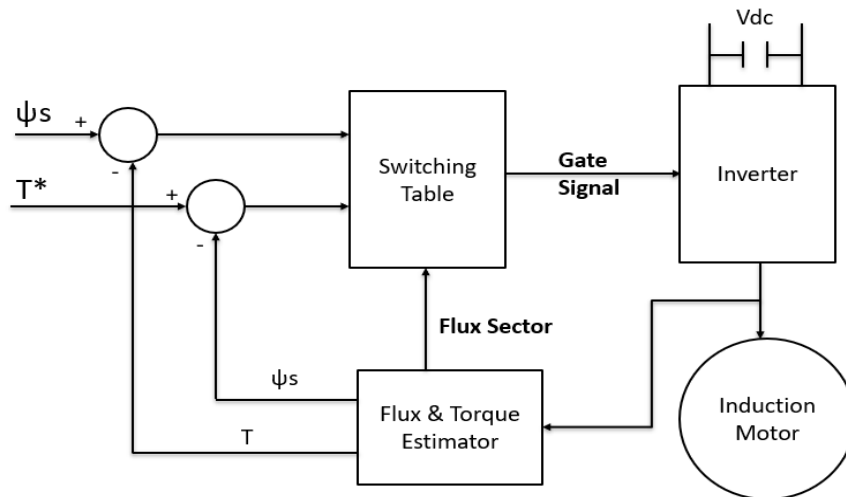 Vdc
ψs
+
-
T*
+
-
Switching
Table
Gate
Signal
Inverter
Flux Sector
ψs
T
Flux & Torque
Estimator
Induction
Motor